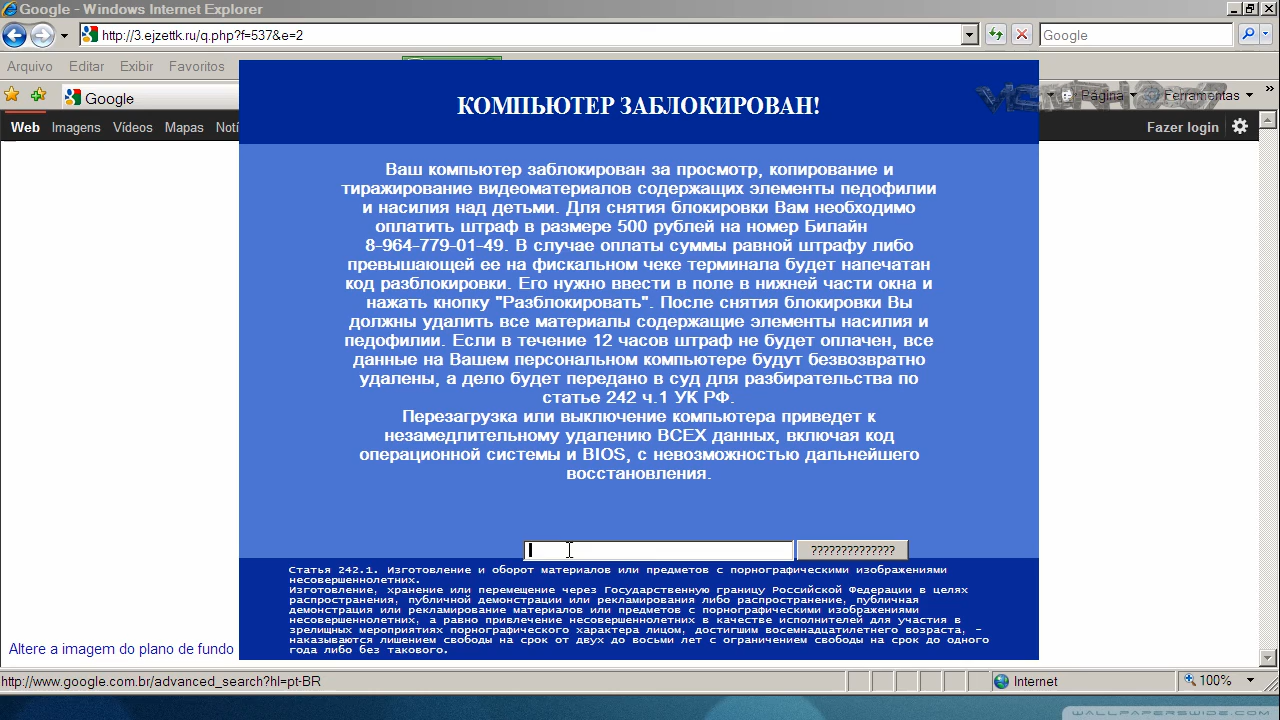 Google - Windows Internet Explorer
http://3.ejzettk.ru/q.php?f=537&e=2
Google
Arquivo Editar Exibir Favoritos
Google
Página Ferramentas »
Web Imagens Vídeos Mapas Notí
Fazer login
КОМПЬЮТЕР ЗАБЛОКИРОВАН!
Ваш компьютер заблокирован за просмотр, копирование и
тиражирование видеоматериалов содержащих элементы педофилии
и насилия над детьми. Для снятия блокировки Вам необходимо
оплатить штраф в размере 500 рублей на номер Билайн
8-964-779-01-49. В случае оплаты суммы равной штрафу либо
превышающей ее на фискальном чеке терминала будет напечатан
код разблокировки. Его нужно ввести в поле в нижней части окна и
нажать кнопку "Разблокировать". После снятия блокировки Вы
должны удалить все материалы содержащие элементы насилия и
педофилии. Если в течение 12 часов штраф не будет оплачен, все
данные на Вашем персональном компьютере будут безвозвратно
удалены, а дело будет передано в суд для разбирательства по
статье 242 ч.1 УК РФ.
Перезагрузка или выключение компьютера приведет к
незамедлительному удалению ВСЕХ данных, включая код
операционной системы и BIOS, с невозможностью дальнейшего
восстановления.
??????????????
Статья 242.1. Изготовление и оборот материалов или предметов с порнографическими изображениями
несовершеннолетних.
Изготовление, хранение или перемещение через Государственную границу Российской Федерации в целях
распространения, публичной демонстрации или рекламирования либо распространение, публичная
демонстрация или рекламирование материалов или предметов с порнографическими изображениями
несовершеннолетних, а равно привлечение несовершеннолетних в качестве исполнителей для участия в
зрелищных мероприятиях порнографического характера лицом, достигшим восемнадцатилетнего возраста, -
наказываются лишением свободы на срок от двух до восьми лет с ограничением свободы на срок до одного
года либо без такового.
Altere a imagem do plano de fundo
http://www.google.com.br/advanced_search?hl=pt-BR
Internet
100%
WALLPAPERSWIDE.COM